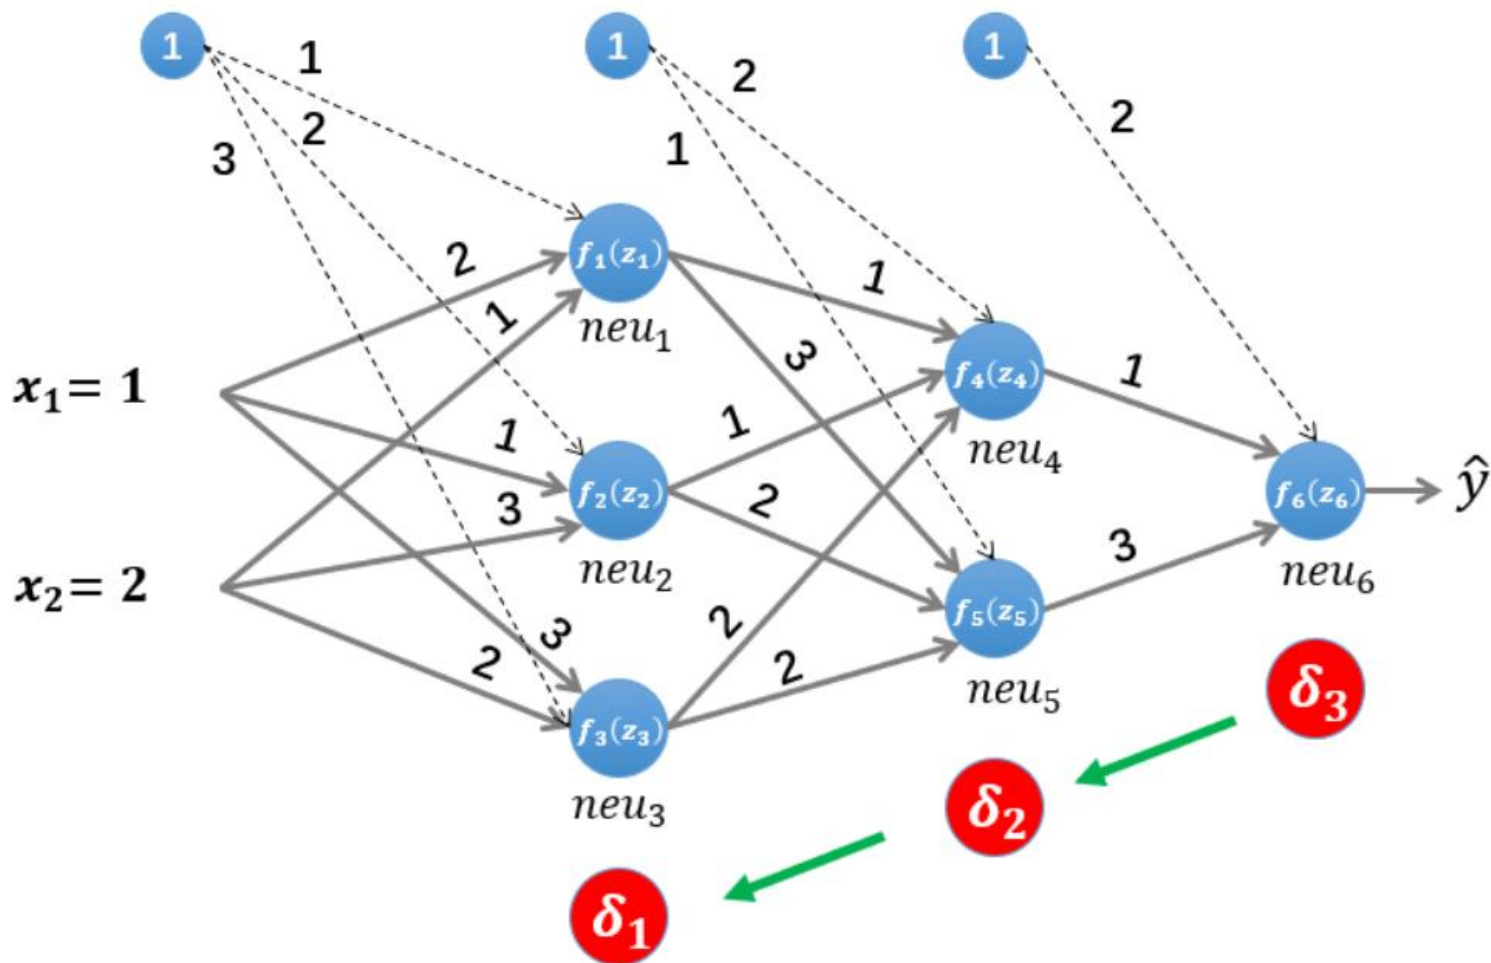 1
1
1
1
2
3
2
1
2
f₁(z₁)
neu₁
2
1
1
3
x₁= 1
f₄(z₄)
neu₄
1
1
3
f₂(z₂)
neu₂
1
2
f₆(z₆)
ŷ
neu₆
x₂= 2
3
2
f₅(z₅)
neu₅
3
2
2
f₃(z₃)
neu₃
δ₃
δ₂
δ₁